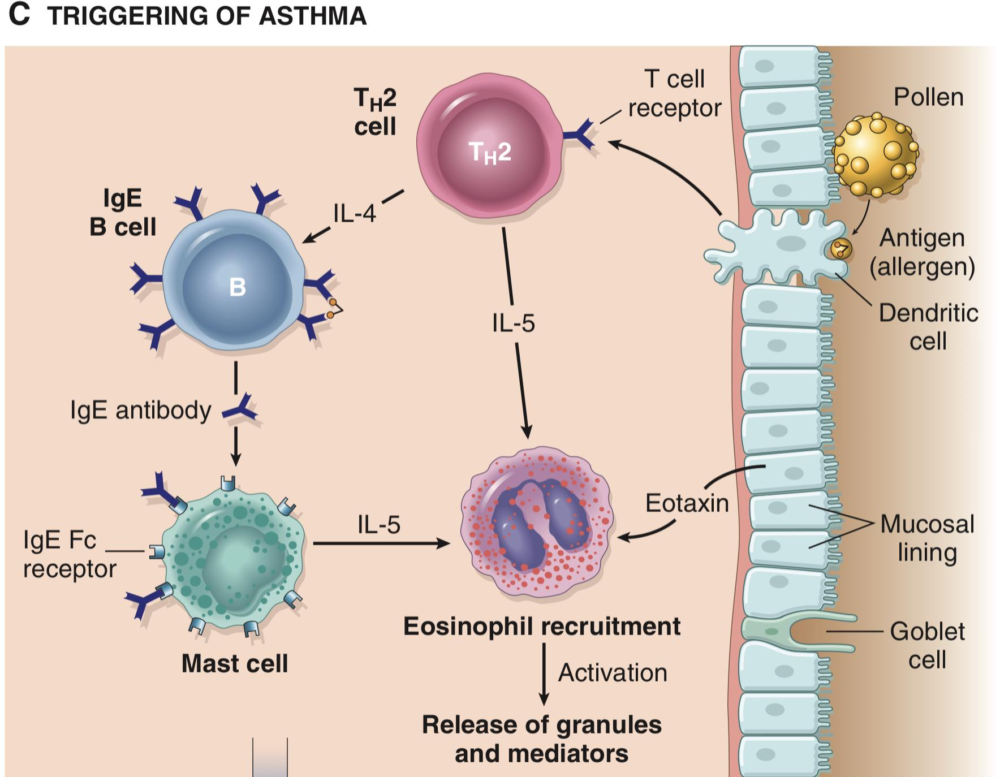 C TRIGGERING OF ASTHMA
T cell
receptor
Pollen
TH2
cell
TH2
IgE
B cell
IL-4
Antigen
(allergen)
B
Dendritic
cell
IL-5
IgE antibody
Eotaxin
IL-5
Mucosal
lining
IgE Fc
receptor
Eosinophil recruitment
Goblet
cell
Mast cell
Activation
Release of granules
and mediators